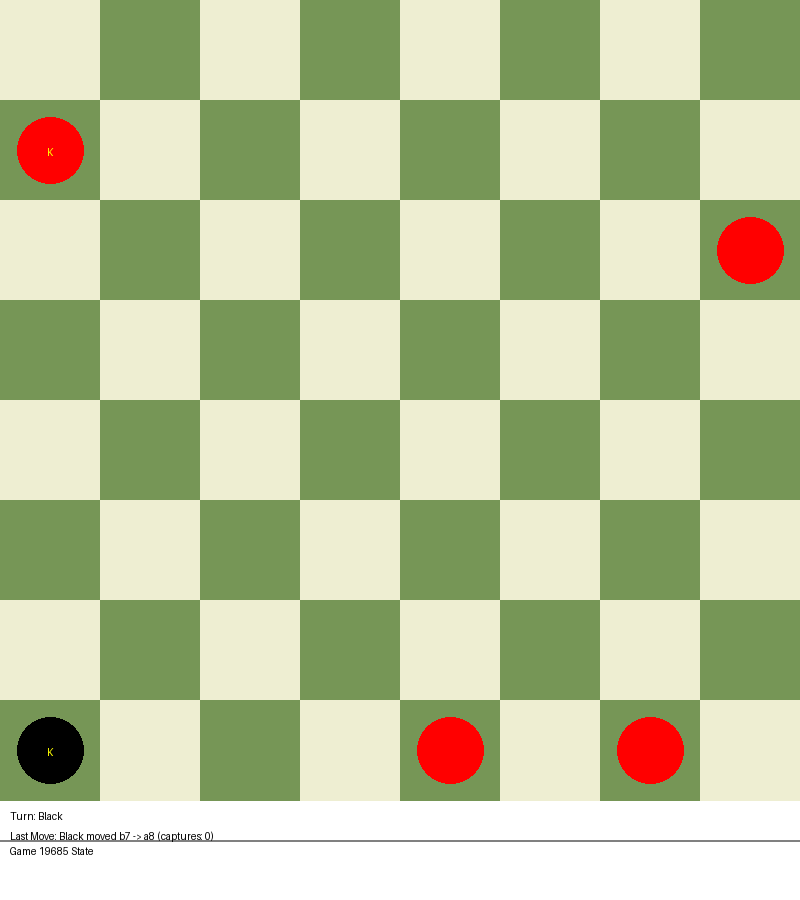 K
K
Turn: Black
Last Move: Black moved b7 -> a8 (captures: 0)
Game 19685 State